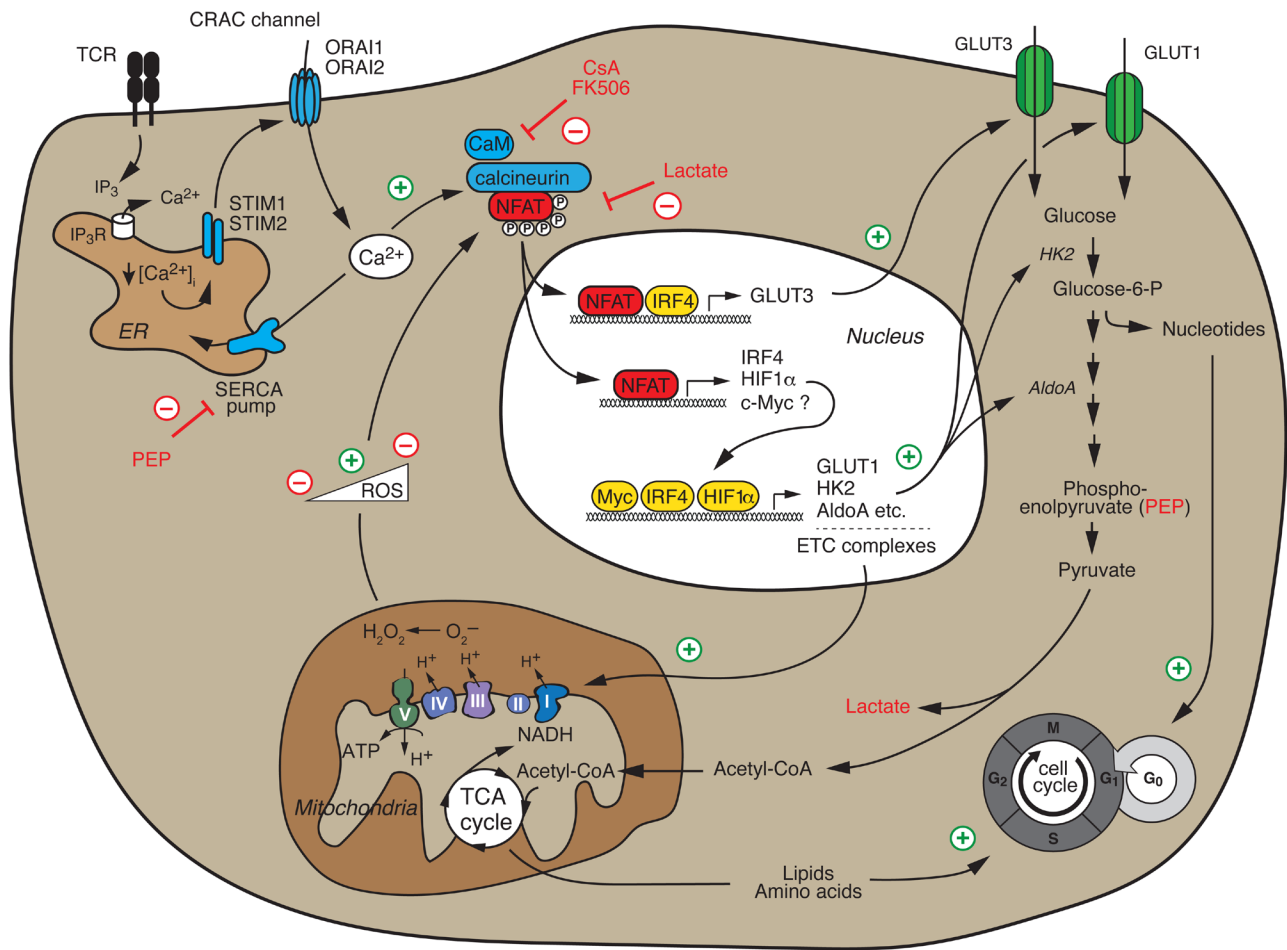 CRAC channel
TCR
ORAI1
ORAI2
GLUT3
GLUT1
CsA
FK506
CaM
calcineurin
Lactate
NFAT
P
P
P
P
P
IP3
Ca2+
STIM1
STIM2
IP3R
[Ca2+]i
ER
Ca2+
SERCA
pump
PEP
ROS
NFAT
IRF4
GLUT3
Nucleus
NFAT
IRF4
HIF1α
c-Myc ?
Myc
IRF4
HIF1α
GLUT1
HK2
AldoA etc.
ETC complexes
Glucose
HK2
Glucose-6-P
Nucleotides
AldoA
Phospho-
enolpyruvate (PEP)
Pyruvate
Lactate
Acetyl-CoA
H2O2
O2–
H+
H+
H+
V
IV
III
II
I
ATP
H+
NADH
Acetyl-CoA
Mitochondria
TCA
cycle
Lipids
Amino acids
M
G2
cell
cycle
G1
G0
S